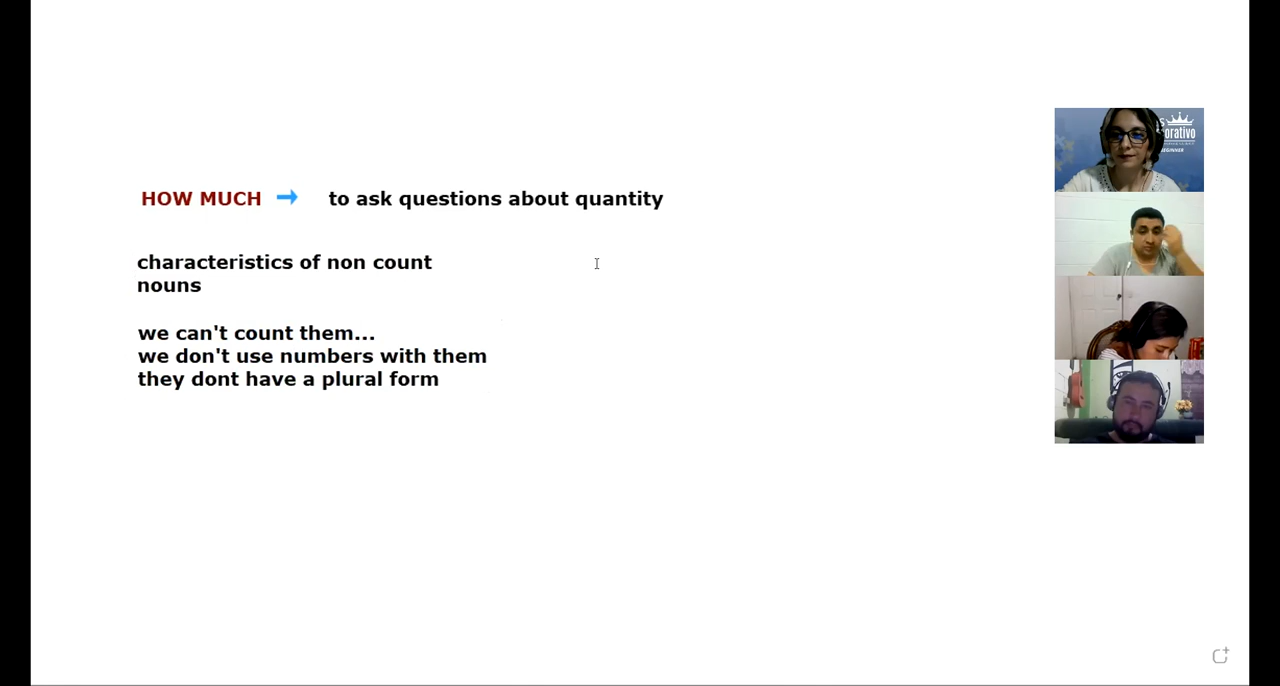 HOW MUCH → to ask questions about quantity
characteristics of non count
nouns
we can't count them...
we don't use numbers with them
they dont have a plural form
orativo